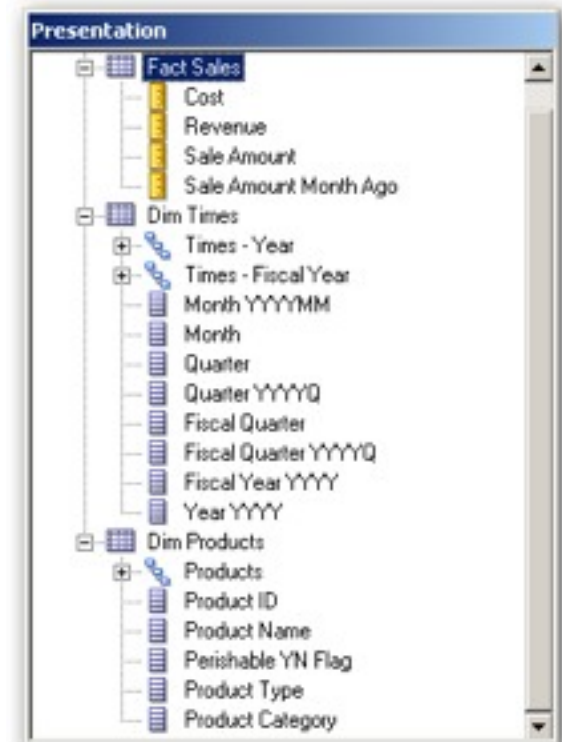 Presentation
Fact Sales
Cost
Revenue
Sale Amount
Sale Amount Month Ago
Dim Times
Times - Year
Times - Fiscal Year
Month YYYYMM
Month
Quarter
Quarter YYYYQ
Fiscal Quarter
Fiscal Quarter YYYYQ
Fiscal Year YYYY
Year YYYY
Dim Products
Products
Product ID
Product Name
Perishable YN Flag
Product Type
Product Category